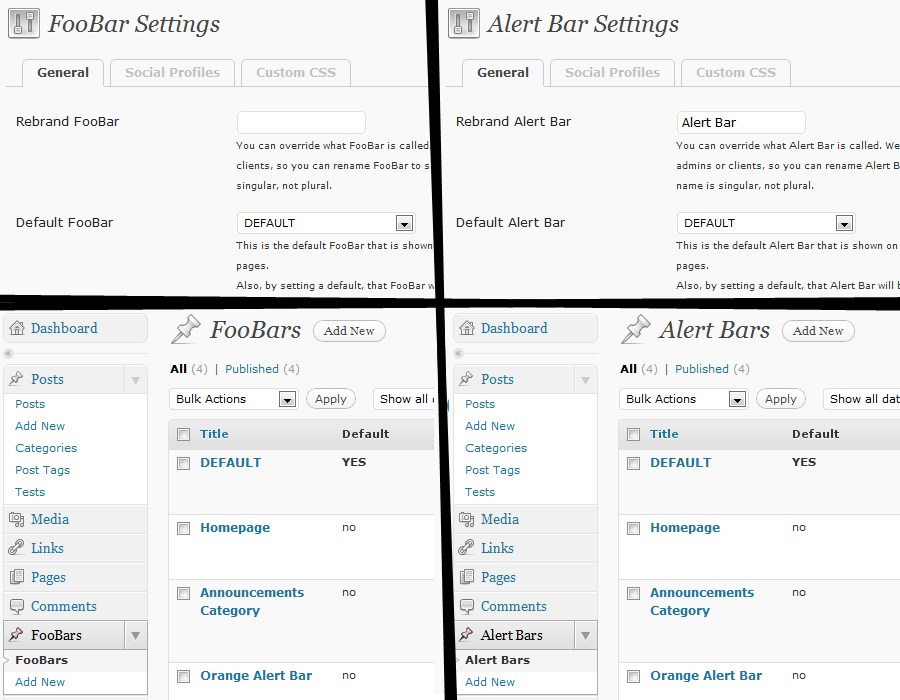 FooBar Settings
General
Social Profiles
Custom CSS
Rebrand FooBar
You can override what FooBar is called
clients, so you can rename FooBar to
singular, not plural.
Default FooBar
DEFAULT
This is the default FooBar that is shown
pages.
Also, by setting a default, that FooBar
Alert Bar Settings
General
Social Profiles
Custom CSS
Rebrand Alert Bar
Alert Bar
You can override what Alert Bar is called. We
admins or clients, so you can rename Alert B
name is singular, not plural.
Default Alert Bar
DEFAULT
This is the default Alert Bar that is shown on
pages.
Also, by setting a default, that Alert Bar will
Dashboard
Posts
Posts
Add New
Categories
Post Tags
Tests
Media
Links
Pages
Comments
FooBars
FooBars
Add New
FooBars Add New
All (4) | Published (4)
Bulk Actions Apply Show all
Title Default
DEFAULT YES
Homepage no
Announcements no
Category
Orange Alert Bar no
Dashboard
Posts
Posts
Add New
Categories
Post Tags
Tests
Media
Links
Pages
Comments
Alert Bars
Alert Bars
Add New
Alert Bars Add New
All (4) | Published (4)
Bulk Actions Apply Show all dat
Title Default
DEFAULT YES
Homepage no
Announcements no
Category
Orange Alert Bar no